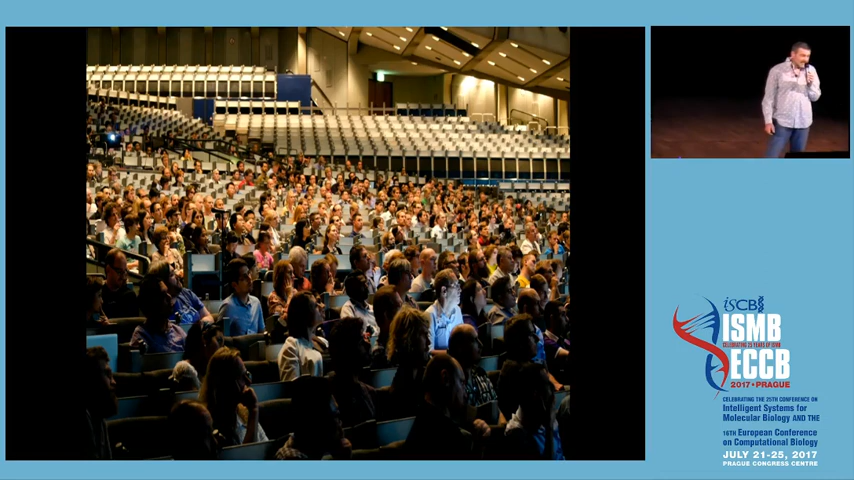 iSCB
ISMB
CELEBRATING 25 YEARS OF ISMB
ECCB
2017 • PRAGUE
CELEBRATING THE 25TH CONFERENCE ON
Intelligent Systems for
Molecular Biology AND THE
16TH European Conference
on Computational Biology
JULY 21-25, 2017
PRAGUE CONGRESS CENTRE